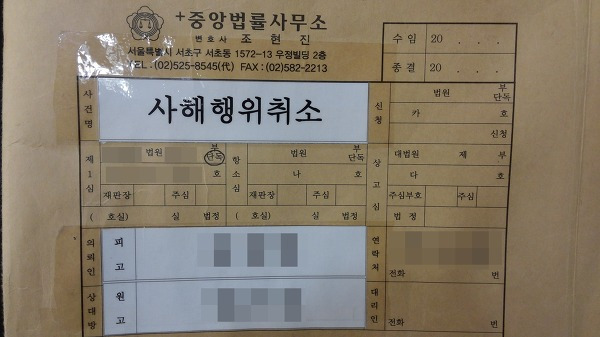 +중앙법률사무소
변호사 조현진
서울특별시 서초구 서초동 1572-13 우정빌딩 2층
TEL : (02)525-8545(代) FAX : (02)582-2213
수임 20 . . .
종결 20 . . .
사건명
사해행위취소
신청
법원 부 단독
카 호
신청
제1심
법원 부 단독
호
재판장 주심
( 호실) 실 법정
항소심
법원 부 단독
나 호
재판장 주심
( 호실) 실 법정
상고심
대법원 제 부
다 호
주심부호 주심
법정
의뢰인
피고
연락처
전화 번
상대방
원고
대리인
전화 번